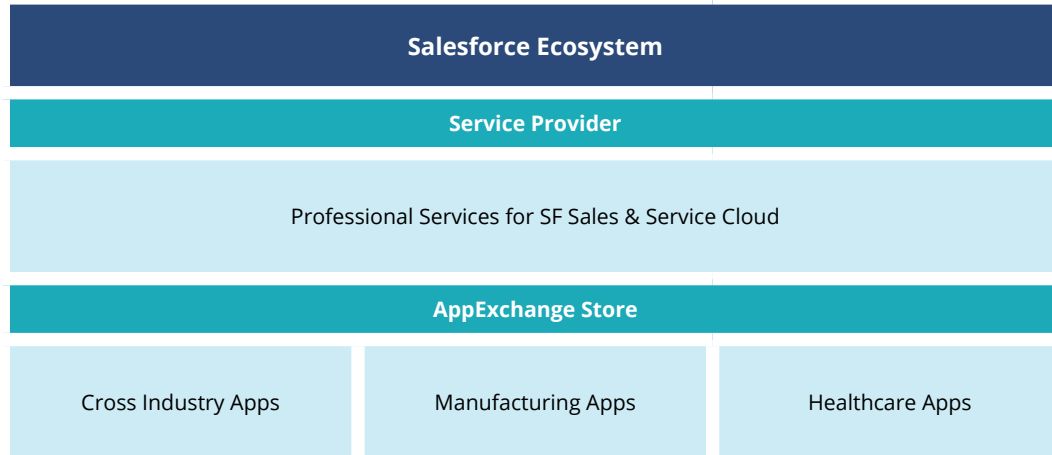 Salesforce Ecosystem
Service Provider
Professional Services for SF Sales & Service Cloud
AppExchange Store
Cross Industry Apps
Manufacturing Apps
Healthcare Apps